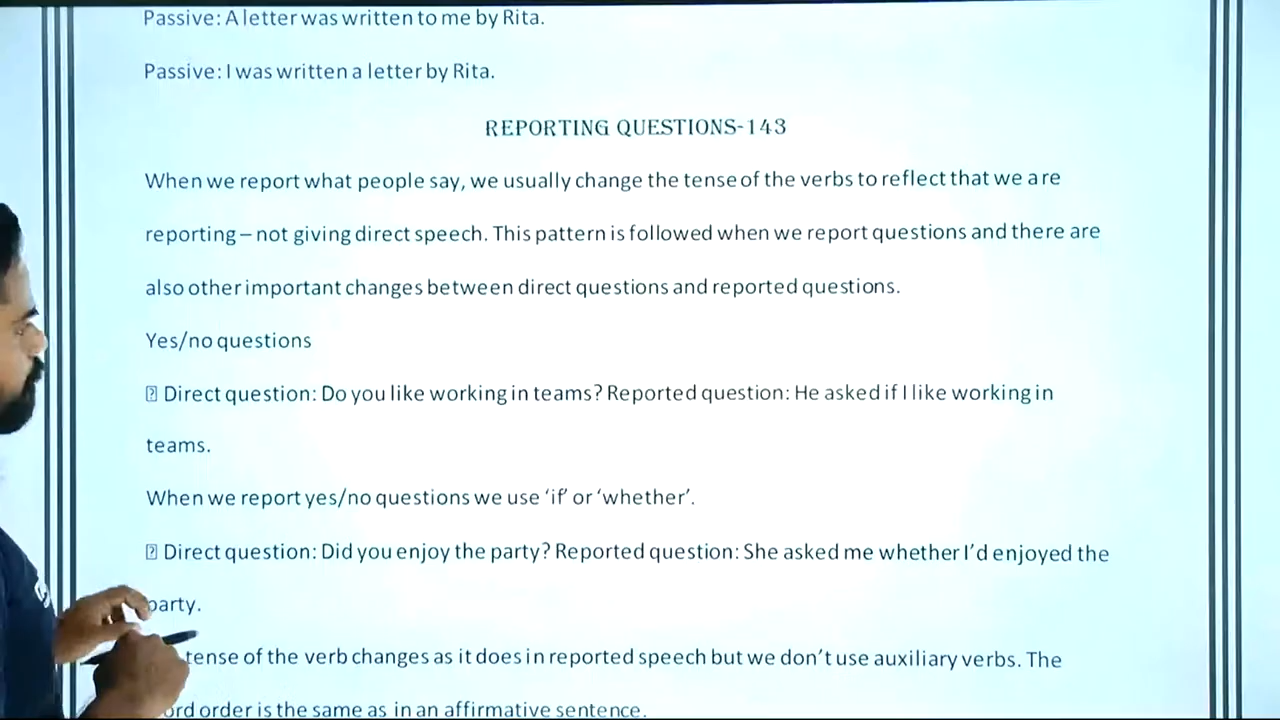 Passive: A letter was written to me by Rita.
Passive: I was written a letter by Rita.
REPORTING QUESTIONS-143
When we report what people say, we usually change the tense of the verbs to reflect that we are
reporting – not giving direct speech. This pattern is followed when we report questions and there are
also other important changes between direct questions and reported questions.
Yes/no questions
Direct question: Do you like working in teams? Reported question: He asked if I like working in
teams.
When we report yes/no questions we use ‘if’ or ‘whether’.
Direct question: Did you enjoy the party? Reported question: She asked me whether I’d enjoyed the
party.
tense of the verb changes as it does in reported speech but we don’t use auxiliary verbs. The
order is the same as in an affirmative sentence.